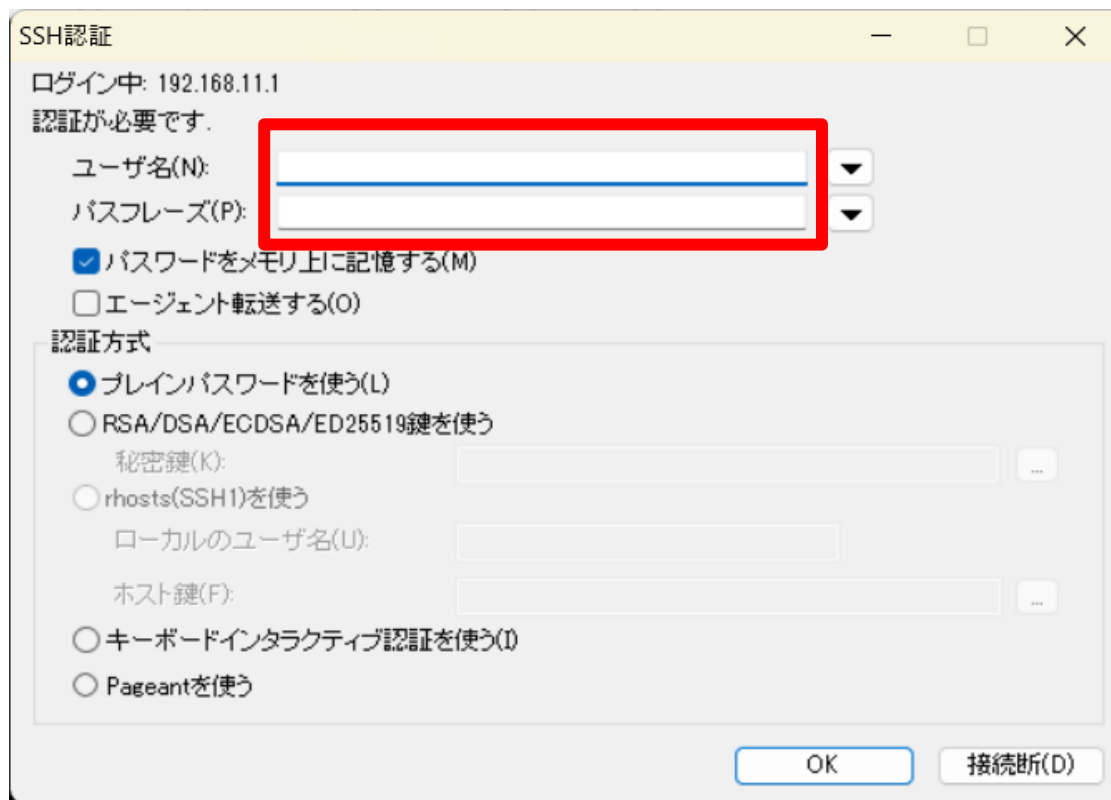 SSH認証
ログイン中: 192.168.11.1
認証が必要です.
ユーザ名(N):
パスフレーズ(P):
パスワードをメモリ上に記憶する(M)
エージェント転送する(O)
認証方式
プレインパスワードを使う(L)
RSA/DSA/ECDSA/ED25519鍵を使う
秘密鍵(K):
...
rhosts(SSH1)を使う
ローカルのユーザ名(U):
ホスト鍵(F):
...
キーボードインタラクティブ認証を使う(I)
Pageantを使う
OK 接続断(D)